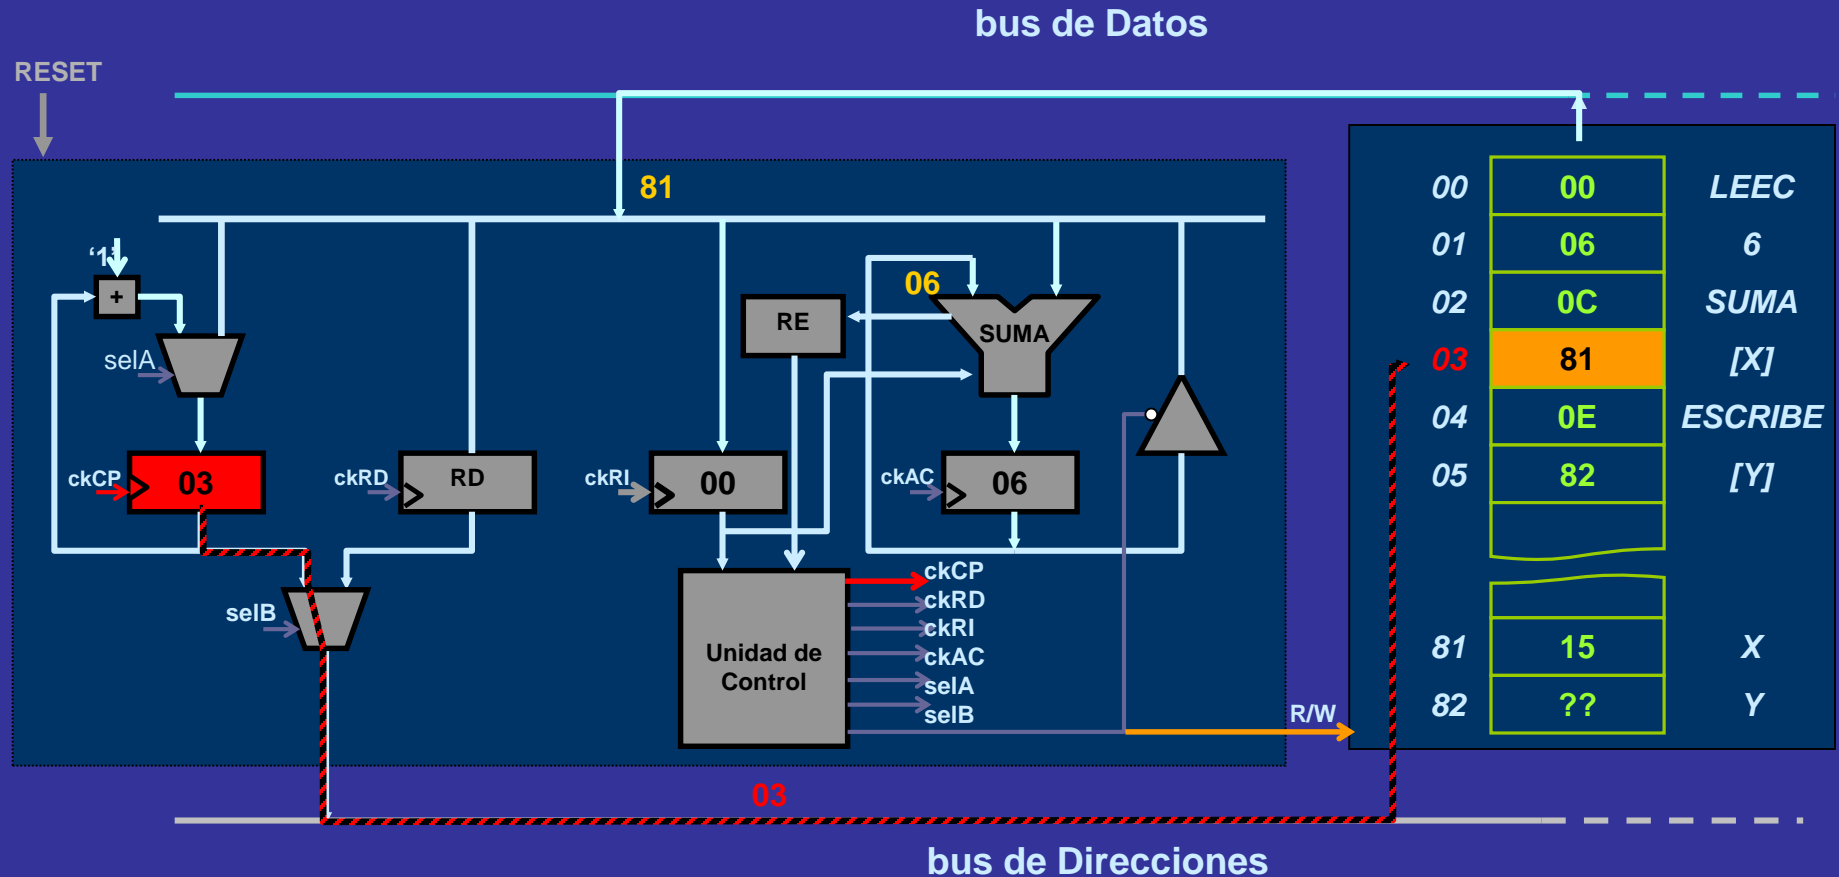 bus de Datos
RESET
81
00 00 LEEC
01 06 6
02 0C SUMA
03 81 [X]
04 0E ESCRIBE
05 82 [Y]
81 15 X
82 ?? Y
‘1’
+
selA
06
RE
SUMA
ckCP 03
ckRD RD
ckRI 00
ckAC 06
selB
Unidad de
Control
ckCP
ckRD
ckRI
ckAC
selA
selB
R/W
03
bus de Direcciones